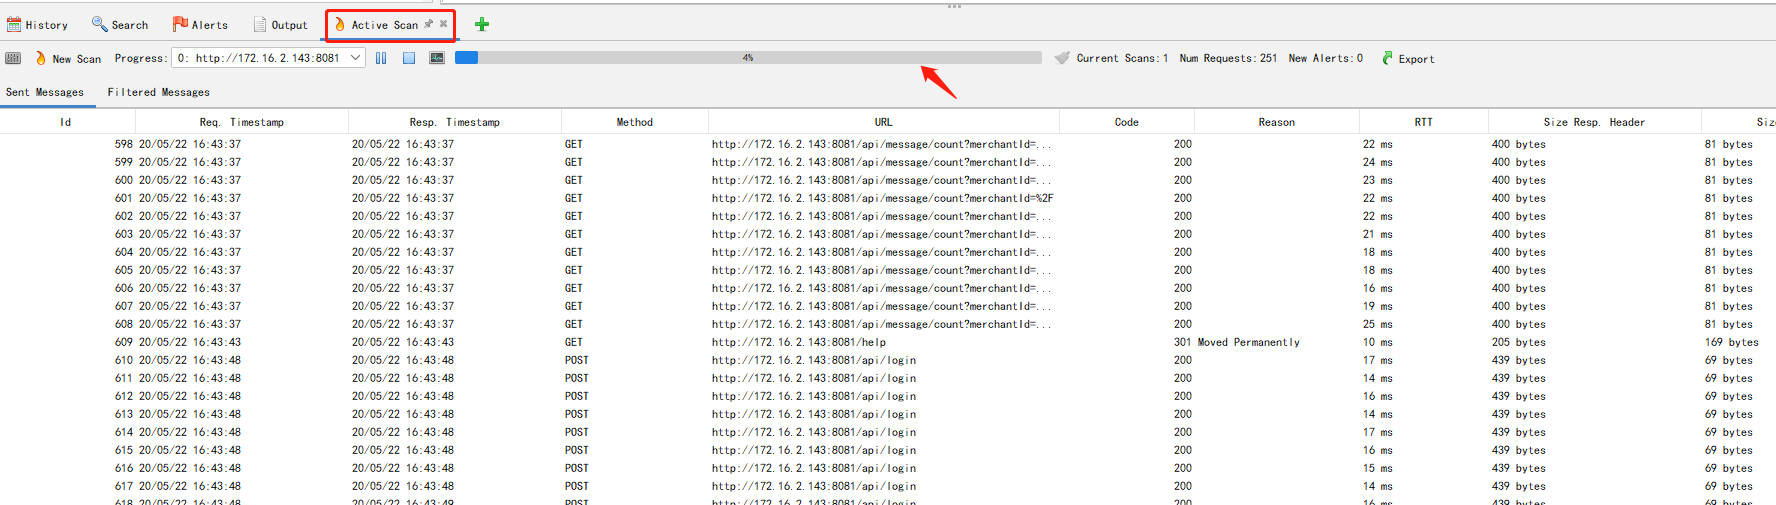 History Search Alerts Output Active Scan
New Scan Progress: 0: http://172.16.2.143:8081 4% Current Scans:1 Num Requests:251 New Alerts:0 Export
Sent Messages Filtered Messages
Id Req. Timestamp Resp. Timestamp Method URL Code Reason RTT Size Resp. Header Siz
598 20/05/22 16:43:37 20/05/22 16:43:37 GET http://172.16.2.143:8081/api/message/count?merchantId=... 200 22 ms 400 bytes 81 bytes
599 20/05/22 16:43:37 20/05/22 16:43:37 GET http://172.16.2.143:8081/api/message/count?merchantId=... 200 24 ms 400 bytes 81 bytes
600 20/05/22 16:43:37 20/05/22 16:43:37 GET http://172.16.2.143:8081/api/message/count?merchantId=... 200 23 ms 400 bytes 81 bytes
601 20/05/22 16:43:37 20/05/22 16:43:37 GET http://172.16.2.143:8081/api/message/count?merchantId=%2F 200 22 ms 400 bytes 81 bytes
602 20/05/22 16:43:37 20/05/22 16:43:37 GET http://172.16.2.143:8081/api/message/count?merchantId=... 200 22 ms 400 bytes 81 bytes
603 20/05/22 16:43:37 20/05/22 16:43:37 GET http://172.16.2.143:8081/api/message/count?merchantId=... 200 21 ms 400 bytes 81 bytes
604 20/05/22 16:43:37 20/05/22 16:43:37 GET http://172.16.2.143:8081/api/message/count?merchantId=... 200 18 ms 400 bytes 81 bytes
605 20/05/22 16:43:37 20/05/22 16:43:37 GET http://172.16.2.143:8081/api/message/count?merchantId=... 200 18 ms 400 bytes 81 bytes
606 20/05/22 16:43:37 20/05/22 16:43:37 GET http://172.16.2.143:8081/api/message/count?merchantId=... 200 16 ms 400 bytes 81 bytes
607 20/05/22 16:43:37 20/05/22 16:43:37 GET http://172.16.2.143:8081/api/message/count?merchantId=... 200 19 ms 400 bytes 81 bytes
608 20/05/22 16:43:37 20/05/22 16:43:37 GET http://172.16.2.143:8081/api/message/count?merchantId=... 200 25 ms 400 bytes 81 bytes
609 20/05/22 16:43:43 20/05/22 16:43:43 GET http://172.16.2.143:8081/help 301 Moved Permanently 10 ms 205 bytes 169 bytes
610 20/05/22 16:43:48 20/05/22 16:43:48 POST http://172.16.2.143:8081/api/login 200 17 ms 439 bytes 69 bytes
611 20/05/22 16:43:48 20/05/22 16:43:48 POST http://172.16.2.143:8081/api/login 200 14 ms 439 bytes 69 bytes
612 20/05/22 16:43:48 20/05/22 16:43:48 POST http://172.16.2.143:8081/api/login 200 16 ms 439 bytes 69 bytes
613 20/05/22 16:43:48 20/05/22 16:43:48 POST http://172.16.2.143:8081/api/login 200 14 ms 439 bytes 69 bytes
614 20/05/22 16:43:48 20/05/22 16:43:48 POST http://172.16.2.143:8081/api/login 200 17 ms 439 bytes 69 bytes
615 20/05/22 16:43:48 20/05/22 16:43:48 POST http://172.16.2.143:8081/api/login 200 16 ms 439 bytes 69 bytes
616 20/05/22 16:43:48 20/05/22 16:43:48 POST http://172.16.2.143:8081/api/login 200 15 ms 439 bytes 69 bytes
617 20/05/22 16:43:48 20/05/22 16:43:48 POST http://172.16.2.143:8081/api/login 200 14 ms 439 bytes 69 bytes
618 20/05/22 16:43:48 20/05/22 16:43:49 POST http://172.16.2.143:8081/api/login 200 16 ms 439 bytes 69 bytes